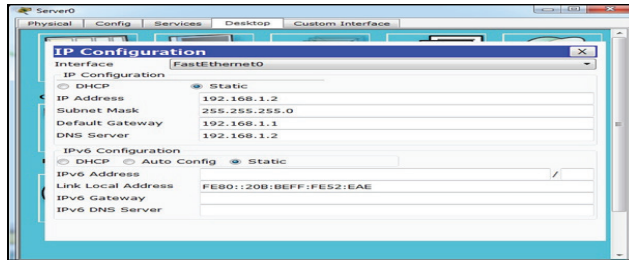 Server0
Physical Config Services Desktop Custom Interface
IP Configuration
Interface FastEthernet0
IP Configuration
DHCP Static
IP Address 192.168.1.2
Subnet Mask 255.255.255.0
Default Gateway 192.168.1.1
DNS Server 192.168.1.2
IPv6 Configuration
DHCP Auto Config Static
IPv6 Address /
Link Local Address FE80::20B:BEFF:FE52:EAE
IPv6 Gateway
IPv6 DNS Server